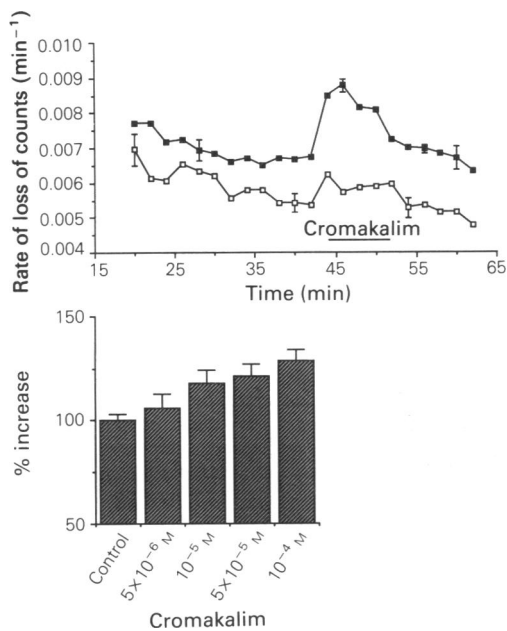 Rate of loss of counts (min⁻¹)
0.010
0.009
0.008
0.007
0.006
0.005
0.004
Cromakalim
15 25 35 45 55 65
Time (min)
% increase
150
100
50
Control
5×10⁻⁶ M
10⁻⁵ M
5×10⁻⁵ M
10⁻⁴ M
Cromakalim